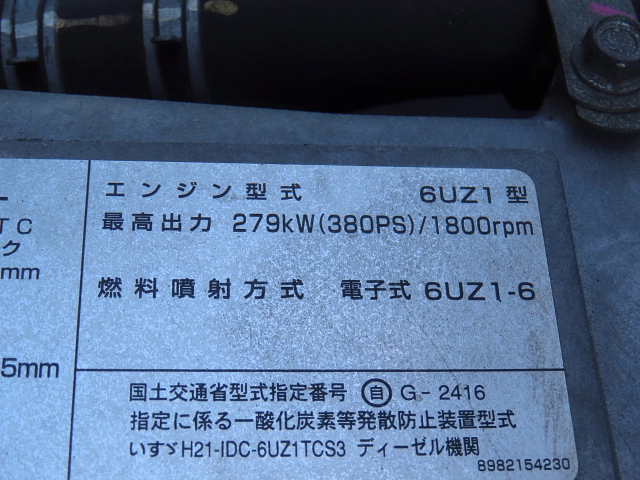 エンジン型式 6UZ1型
TC
最高出力 279kW(380PS)/1800rpm
ク
mm
燃料噴射方式 電子式 6UZ1-6
5mm
国土交通省型式指定番号 自 G-2416
指定に係る一酸化炭素等発散防止装置型式
いすゞH21-IDC-6UZ1TCS3 ディーゼル機関
8982154230